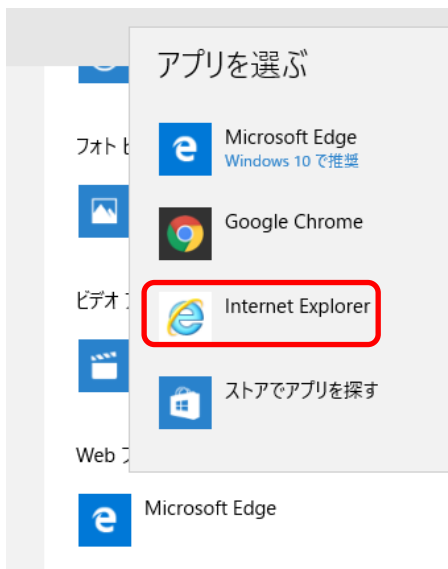 アプリを選ぶ
フォト
Microsoft Edge
Windows 10 で推奨
Google Chrome
ビデオ
Internet Explorer
ストアでアプリを探す
Web
Microsoft Edge